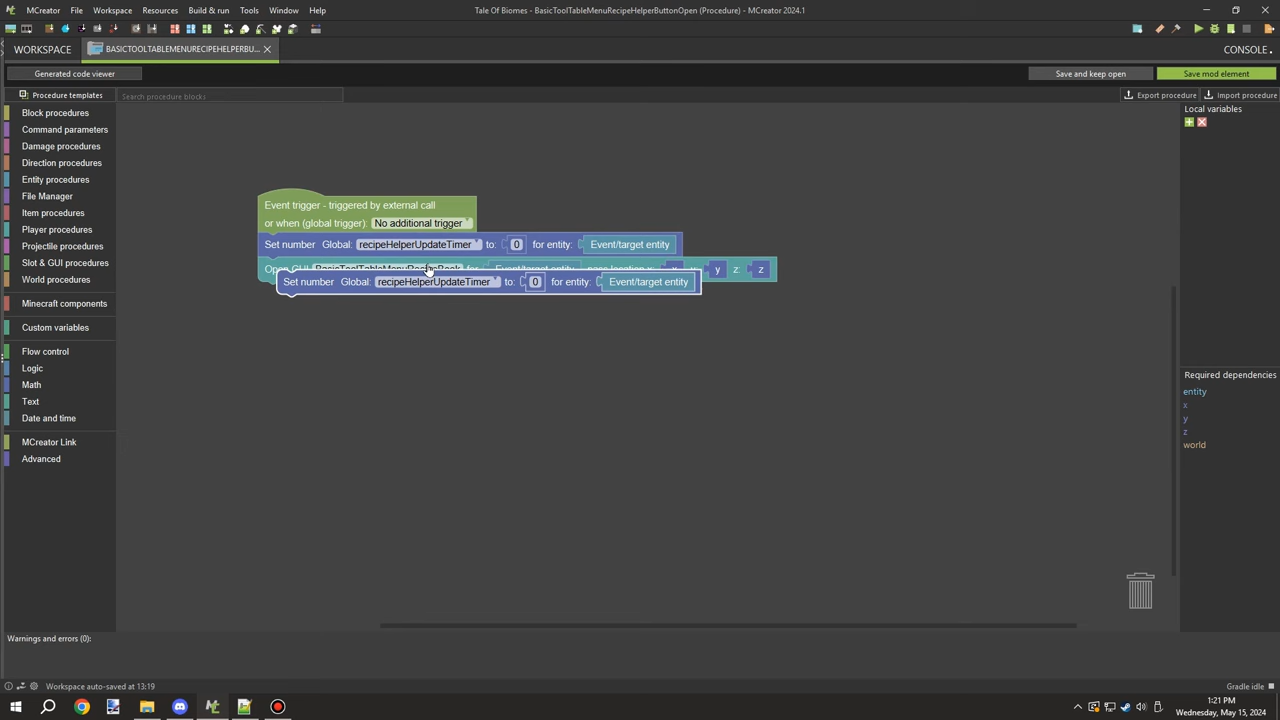 MCreator File Workspace Resources Build & run Tools Window Help Tale Of Biomes - BasicToolTableMenuRecipeHelperButtonOpen (Procedure) - MCreator 2024.1
WORKSPACE BASICTOOLTABLEMENURECIPEHELPERBU... CONSOLE
Generated code viewer Save and keep open Save mod element
Procedure templates Search procedure blocks Export procedure Import procedure
Block procedures
Command parameters
Damage procedures
Direction procedures
Entity procedures
File Manager
Item procedures
Player procedures
Projectile procedures
Slot & GUI procedures
World procedures
Minecraft components
Custom variables
Flow control
Logic
Math
Text
Date and time
MCreator Link
Advanced
Event trigger - triggered by external call
or when (global trigger): No additional trigger
Set number Global: recipeHelperUpdateTimer to: 0 for entity: Event/target entity
y z: z
Set number Global: recipeHelperUpdateTimer to: 0 for entity: Event/target entity
Local variables
Required dependencies
entity
x
y
z
world
Warnings and errors (0):
Workspace auto-saved at 13:19 Gradle idle
1:21 PM
Wednesday, May 15, 2024